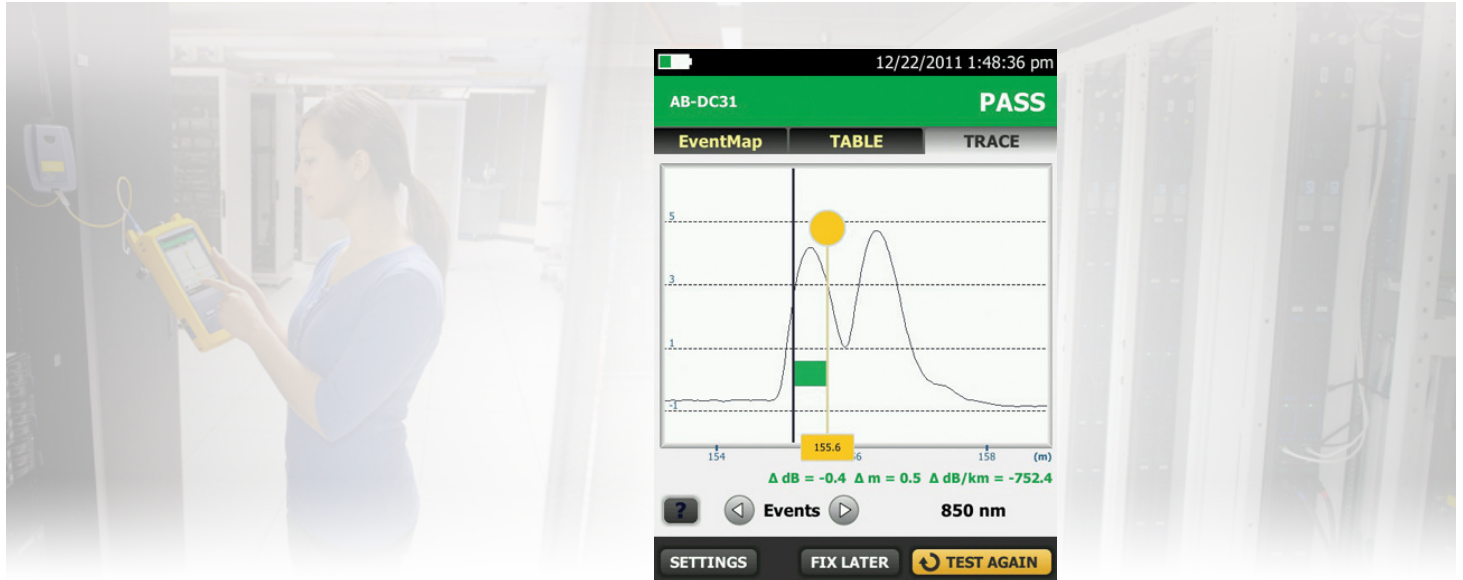 12/22/2011 1:48:36 pm
AB-DC31 PASS
EventMap TABLE TRACE
5
3
1
-1
155.6
154 158 (m)
Δ dB = -0.4 Δ m = 0.5 Δ dB/km = -752.4
? Events 850 nm
SETTINGS FIX LATER TEST AGAIN